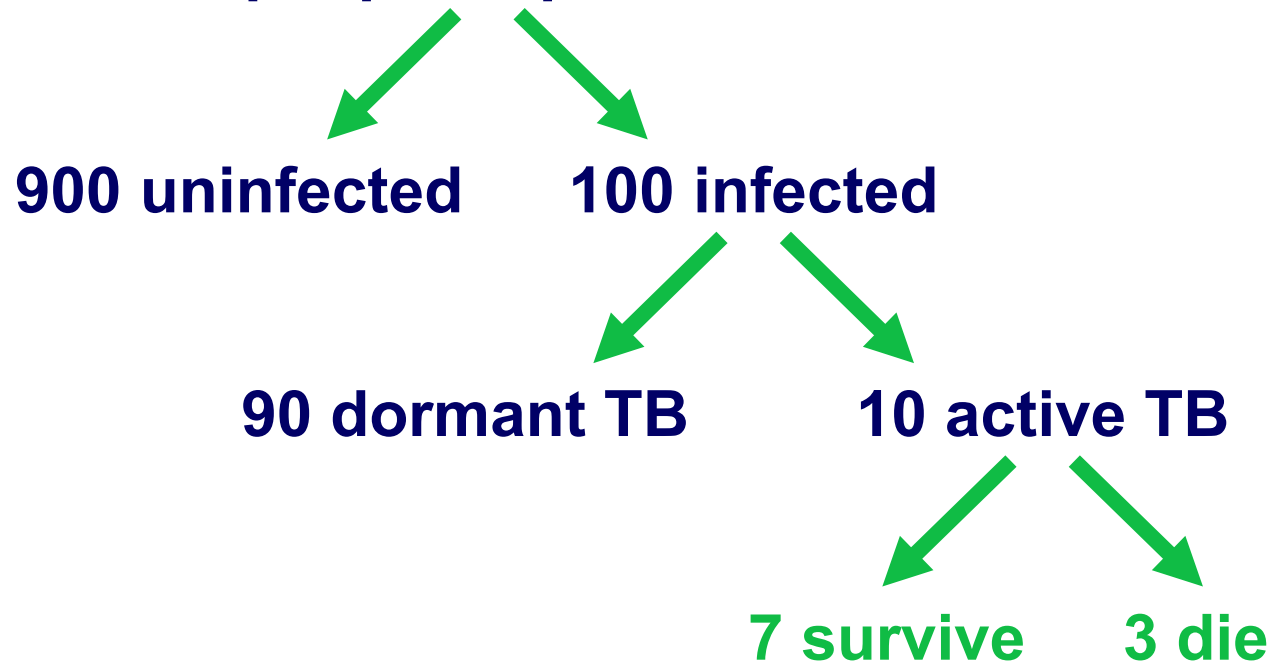 900 uninfected 100 infected
90 dormant TB 10 active TB
7 survive 3 die